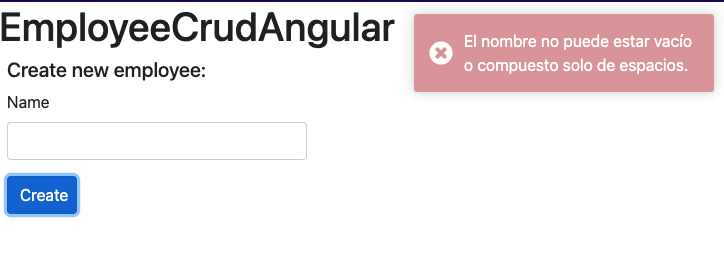 EmployeeCrudAngular
El nombre no puede estar vacío
o compuesto solo de espacios.
Create new employee:
Name
Create